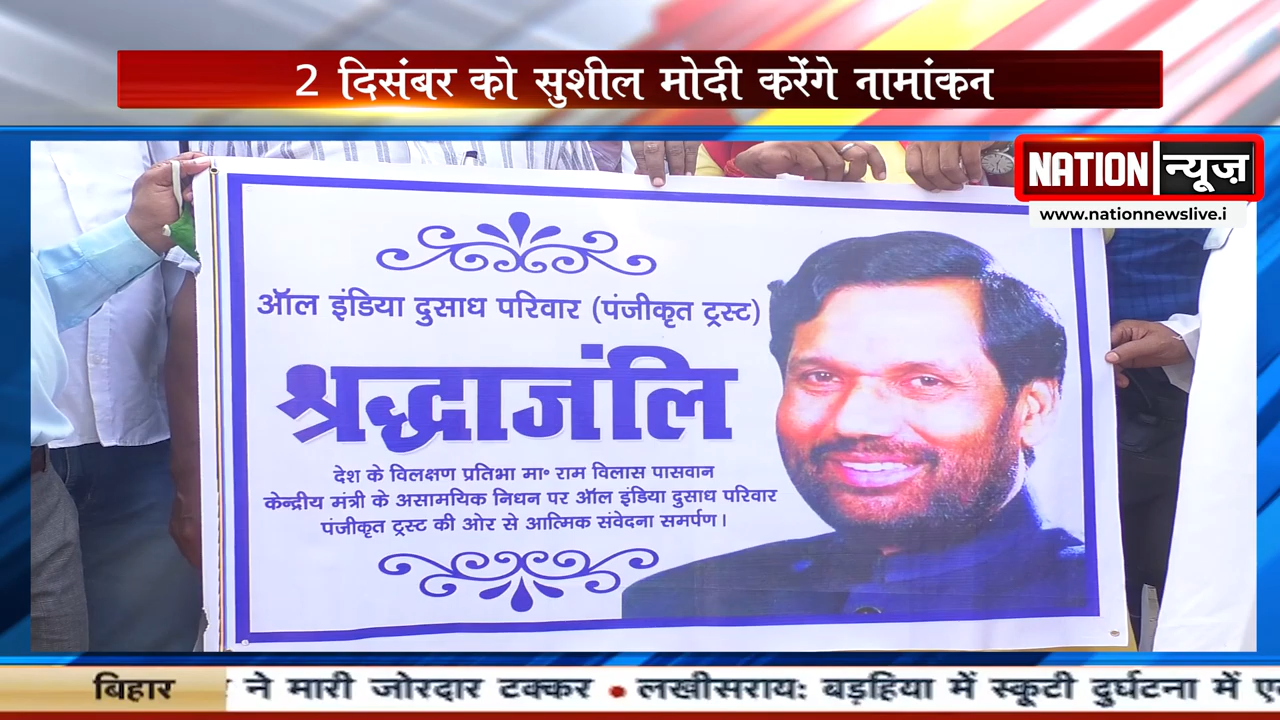 2 दिसंबर को सुशील मोदी करेंगे नामांकन
NATION न्यूज़
www.nationnewslive.i
ऑल इंडिया दुसाध परिवार (पंजीकृत ट्रस्ट)
श्रद्धाजंलि
देश के विलक्षण प्रतिभा मा॰ राम विलास पासवान
केन्द्रीय मंत्री के असामयिक निधन पर ऑल इंडिया दुसाध परिवार
पंजीकृत ट्रस्ट की ओर से आत्मिक संवेदना समर्पण।
बिहार ने मारी जोरदार टक्कर • लखीसराय: बड़हिया में स्कूटी दुर्घटना में